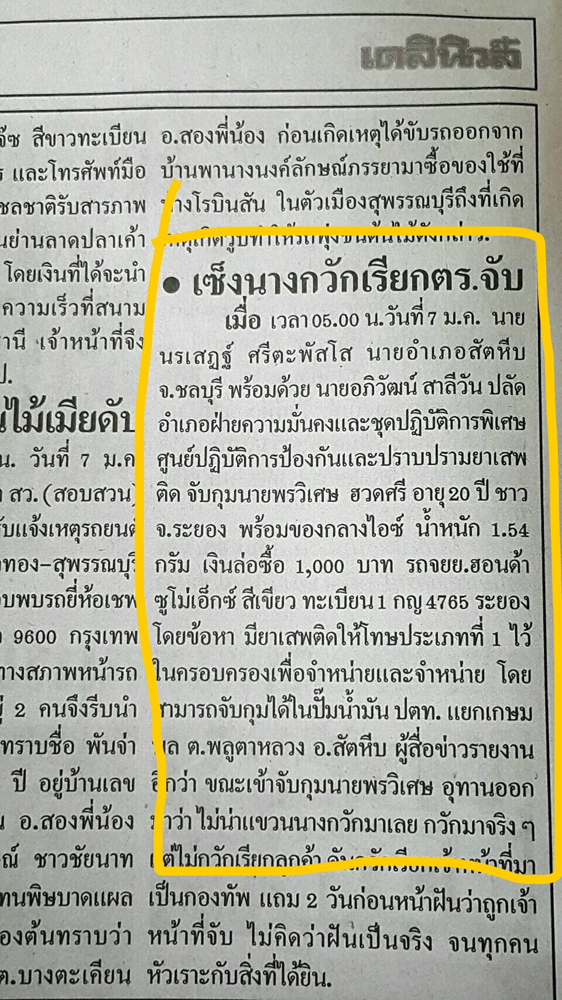 เดลินิวส์
จ๊ซ สีขาวทะเบียน
และโทรศัพท์มือ
ชลชาติรับสารภาพ
นย่านลาดปลาเค้า
โดยเงินที่ได้จะนำ
ความเร็วที่สนาม
านี เจ้าหน้าที่จึง
ป.
นไม้เมียดับ
น. วันที่ 7 ม.ค
สว.(สอบสวน)
รับแจ้งเหตุรถยนต์
ทอง-สุพรรณบุรี
บพบรถยี่ห้อเชฟ
9600 กรุงเทพ
ทางสภาพหน้ารถ
2 คนจึงรีบนำ
ทราบชื่อ พันจ่า
ปี อยู่บ้านเลข
อ.สองพี่น้อง
ณ์ ชาวชัยนาท
ทนพิษบาดแผล
องต้นทราบว่า
ต.บางตะเคียน
อ.สองพี่น้อง ก่อนเกิดเหตุได้ขับรถออกจาก
บ้านพานางนงค์ลักษณ์ภรรยามาซื้อของใช้ที่
ห้างโรบินสัน ในตัวเมืองสุพรรณบุรีถึงที่เกิด
เหตุเกิดวูบทำให้รถพุ่งชนต้นไม้ดังกล่าว.
● เซ็งนางกวักเรียกตร.จับ
เมื่อ เวลา 05.00 น.วันที่ 7 ม.ค. นาย
นรเสฏฐ์ ศรีตะพัสโส นายอำเภอสัตหีบ
จ.ชลบุรี พร้อมด้วย นายอภิวัฒน์ สาลีวัน ปลัด
อำเภอฝ่ายความมั่นคงและชุดปฏิบัติการพิเศษ
ศูนย์ปฏิบัติการป้องกันและปราบปรามยาเสพ
ติด จับกุมนายพรวิเศษ ฮวดศรี อายุ 20 ปี ชาว
จ.ระยอง พร้อมของกลางไอซ์ น้ำหนัก 1.54
กรัม เงินล่อซื้อ 1,000 บาท รถจยย.ฮอนด้า
ซูโม่เอ็กซ์ สีเขียว ทะเบียน 1 กญ 4765 ระยอง
โดยข้อหา มียาเสพติดให้โทษประเภทที่ 1 ไว้
ในครอบครองเพื่อจำหน่ายและจำหน่าย โดย
สามารถจับกุมได้ในปั๊มน้ำมัน ปตท. แยกเกษม
พล ต.พลูตาหลวง อ.สัตหีบ ผู้สื่อข่าวรายงาน
อีกว่า ขณะเข้าจับกุมนายพรวิเศษ อุทานออก
มาว่า ไม่น่าแขวนนางกวักมาเลย กวักมาจริง ๆ
แต่ไม่กวักเรียกลูกค้า ดันกวักเรียกเจ้าหน้าที่มา
เป็นกองทัพ แถม 2 วันก่อนหน้าฝันว่าถูกเจ้า
หน้าที่จับ ไม่คิดว่าฝันเป็นจริง จนทุกคน
หัวเราะกับสิ่งที่ได้ยิน.